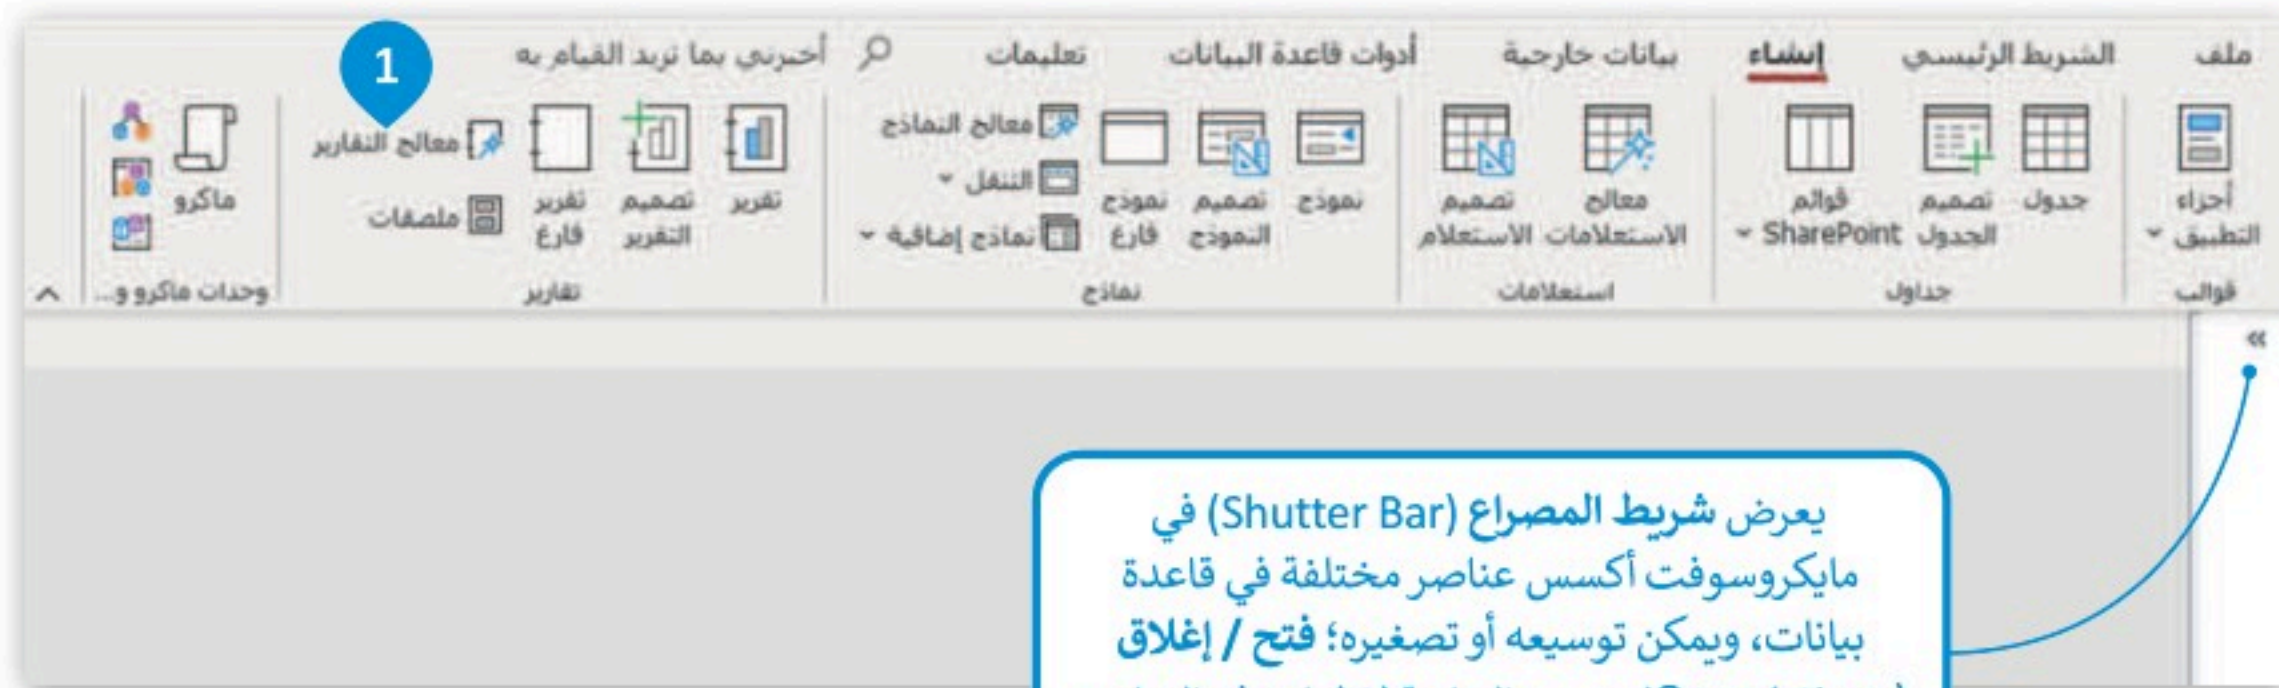 ملف الشريط الرئيسي إنشاء بيانات خارجية أدوات قاعدة البيانات تعليمات أخبرني بما تريد القيام به
1
أجزاء التطبيق
قوالب
جدول
تصميم الجدول
قوائم SharePoint
جداول
معالج الاستعلامات
تصميم الاستعلام
استعلامات
نموذج
تصميم النموذج
نموذج فارغ
معالج النماذج
التنقل
نماذج إضافية
نماذج
تقرير
تصميم التقرير
تقرير فارغ
معالج التقارير
ملصقات
تقارير
ماكرو
وحدات ماكرو و...
»
يعرض شريط المصراع (Shutter Bar) في
مايكروسوفت أكسس عناصر مختلفة في قاعدة
بيانات، ويمكن توسيعه أو تصغيره؛ فتح / إغلاق